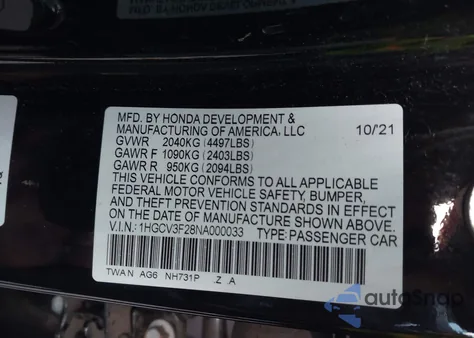 MFD. BY HONDA DEVELOPMENT &
MANUFACTURING OF AMERICA, LLC 10/21
GVWR 2040KG (4497LBS)
GAWR F 1090KG (2403LBS)
GAWR R 950KG (2094LBS)
THIS VEHICLE CONFORMS TO ALL APPLICABLE
FEDERAL MOTOR VEHICLE SAFETY, BUMPER,
AND THEFT PREVENTION STANDARDS IN EFFECT
ON THE DATE OF MANUFACTURE SHOWN ABOVE.
V.I.N.: 1HGCV3F28NA000033 TYPE: PASSENGER CAR
TWAN AG6 NH731P Z A
autoSnap